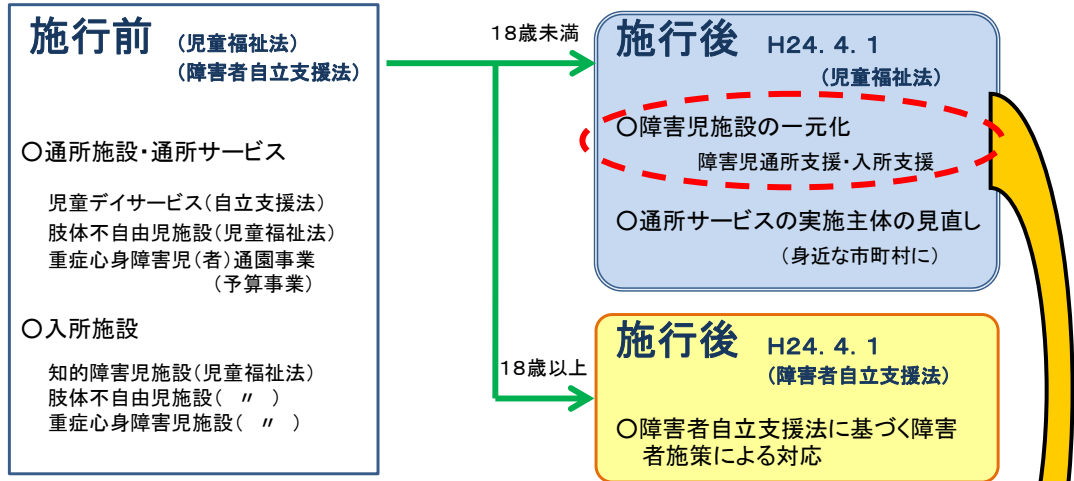 施行前 (児童福祉法)
(障害者自立支援法)
○通所施設・通所サービス
児童デイサービス(自立支援法)
肢体不自由児施設(児童福祉法)
重症心身障害児(者)通園事業
(予算事業)
○入所施設
知的障害児施設(児童福祉法)
肢体不自由児施設( 〃 )
重症心身障害児施設( 〃 )
18歳未満
施行後 H24.4.1
(児童福祉法)
○障害児施設の一元化
障害児通所支援・入所支援
○通所サービスの実施主体の見直し
(身近な市町村に)
18歳以上
施行後 H24.4.1
(障害者自立支援法)
○障害者自立支援法に基づく障害
者施策による対応